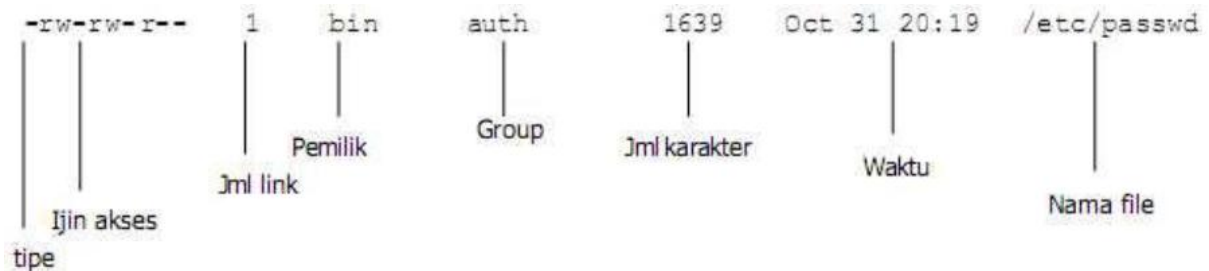 -rw-rw-r-- 1 bin auth 1639 Oct 31 20:19 /etc/passwd
Group
Pemilik
Jml karakter
Waktu
Jml link
Nama file
Ijin akses
tipe